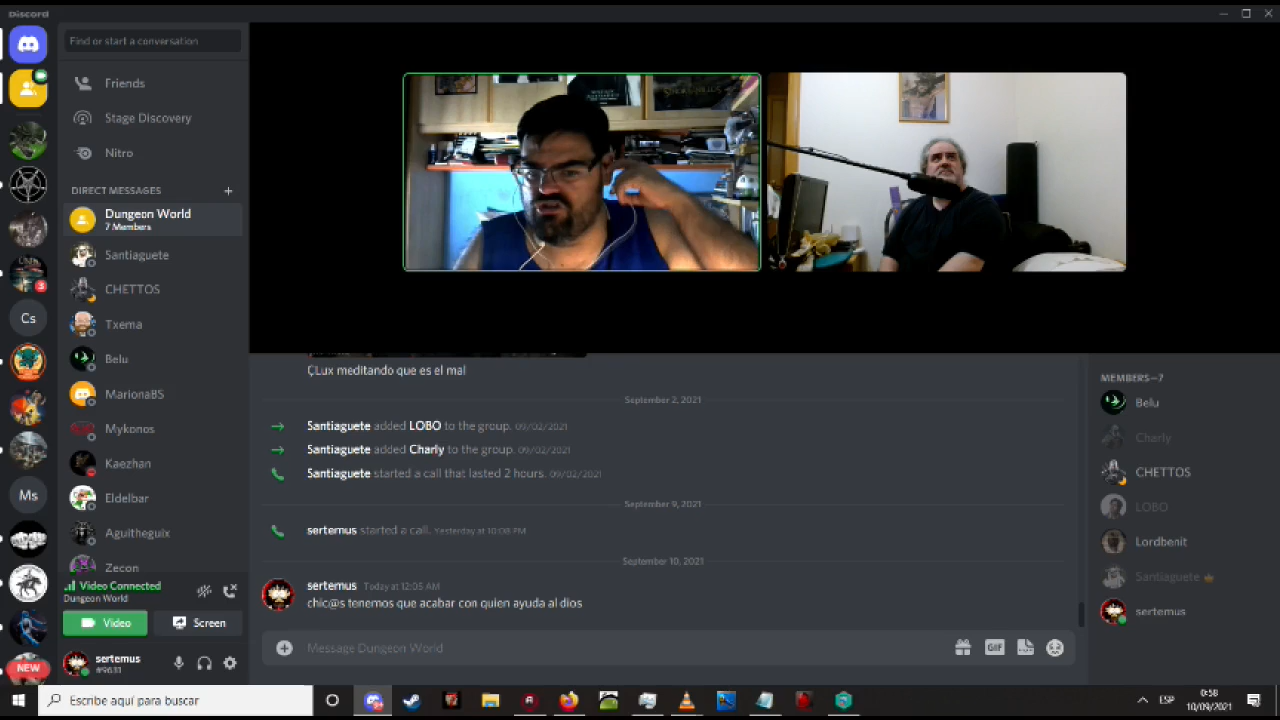 Discord
Find or start a conversation
Friends
Stage Discovery
Nitro
DIRECT MESSAGES
Dungeon World
7 Members
Santiaguete
CHETTOS
Txema
Belu
MarionaBS
Mykonos
Kaezhan
Eldelbar
Aguitheguix
Zecon
Video Connected
Dungeon World
Video
Screen
sertemus
#9631
3
Cs
Ms
NEW
ÇLux meditando que es el mal
September 2, 2021
Santiaguete added LOBO to the group. 09/02/2021
Santiaguete added Charly to the group. 09/02/2021
Santiaguete started a call that lasted 2 hours. 09/02/2021
September 9, 2021
sertemus started a call. Yesterday at 10:08 PM
September 10, 2021
sertemus Today at 12:05 AM
chic@s tenemos que acabar con quien ayuda al dios
Message Dungeon World
GIF
MEMBERS—7
Belu
Charly
CHETTOS
LOBO
Lordbenit
Santiaguete
sertemus
Escribe aquí para buscar
ESP
0:58
10/09/2021